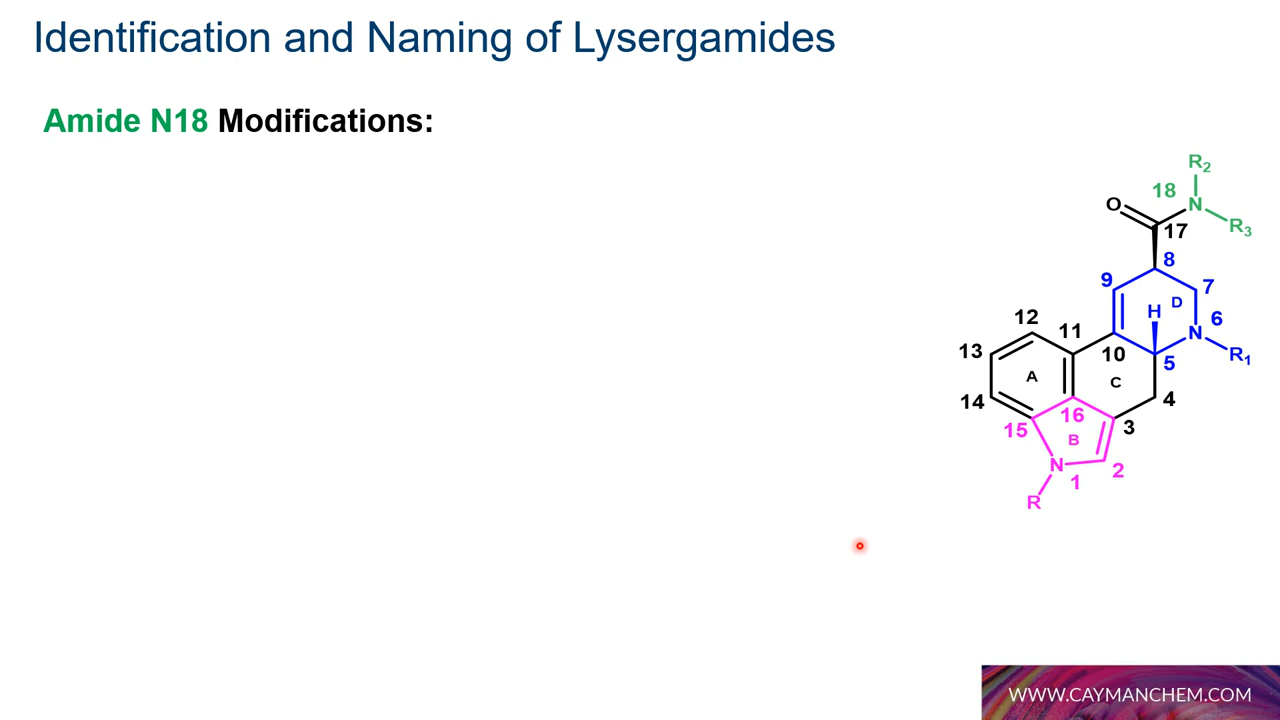 Identification and Naming of Lysergamides
Amide N18 Modifications:
R2
18
O
N
17
R3
8
9
7
D
H
6
12
11
N
13
10
5
R1
A
C
14
4
16
15
3
B
N
2
1
R
WWW.CAYMANCHEM.COM